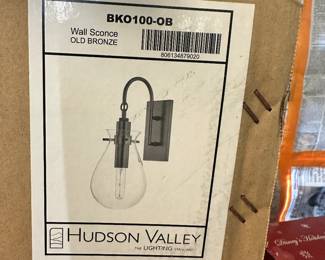 BKO100-OB
Wall Sconce
OLD BRONZE
806134879020
HUDSON VALLEY
THE LIGHTING